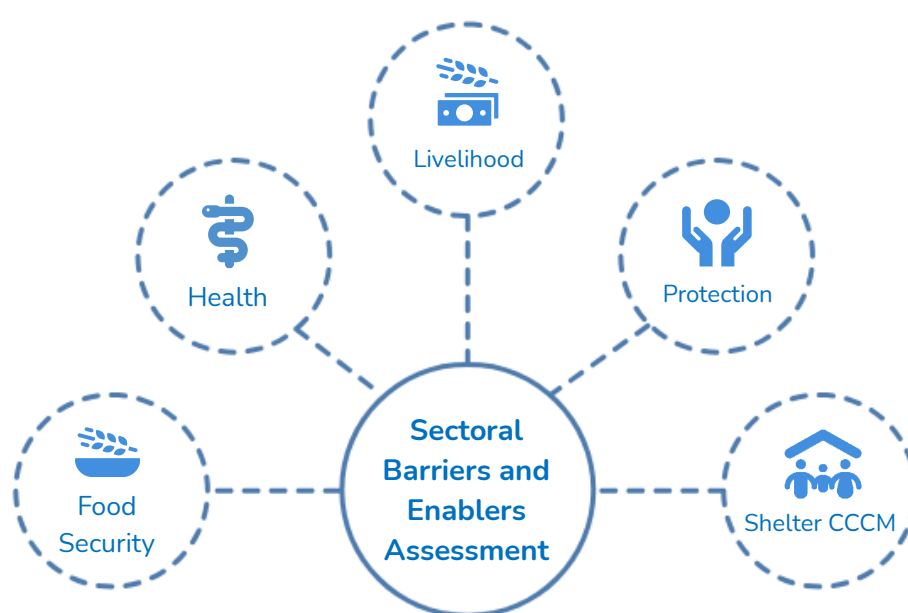 Livelihood
Health
Protection
Sectoral
Barriers and
Enablers
Assessment
Food
Security
Shelter CCCM